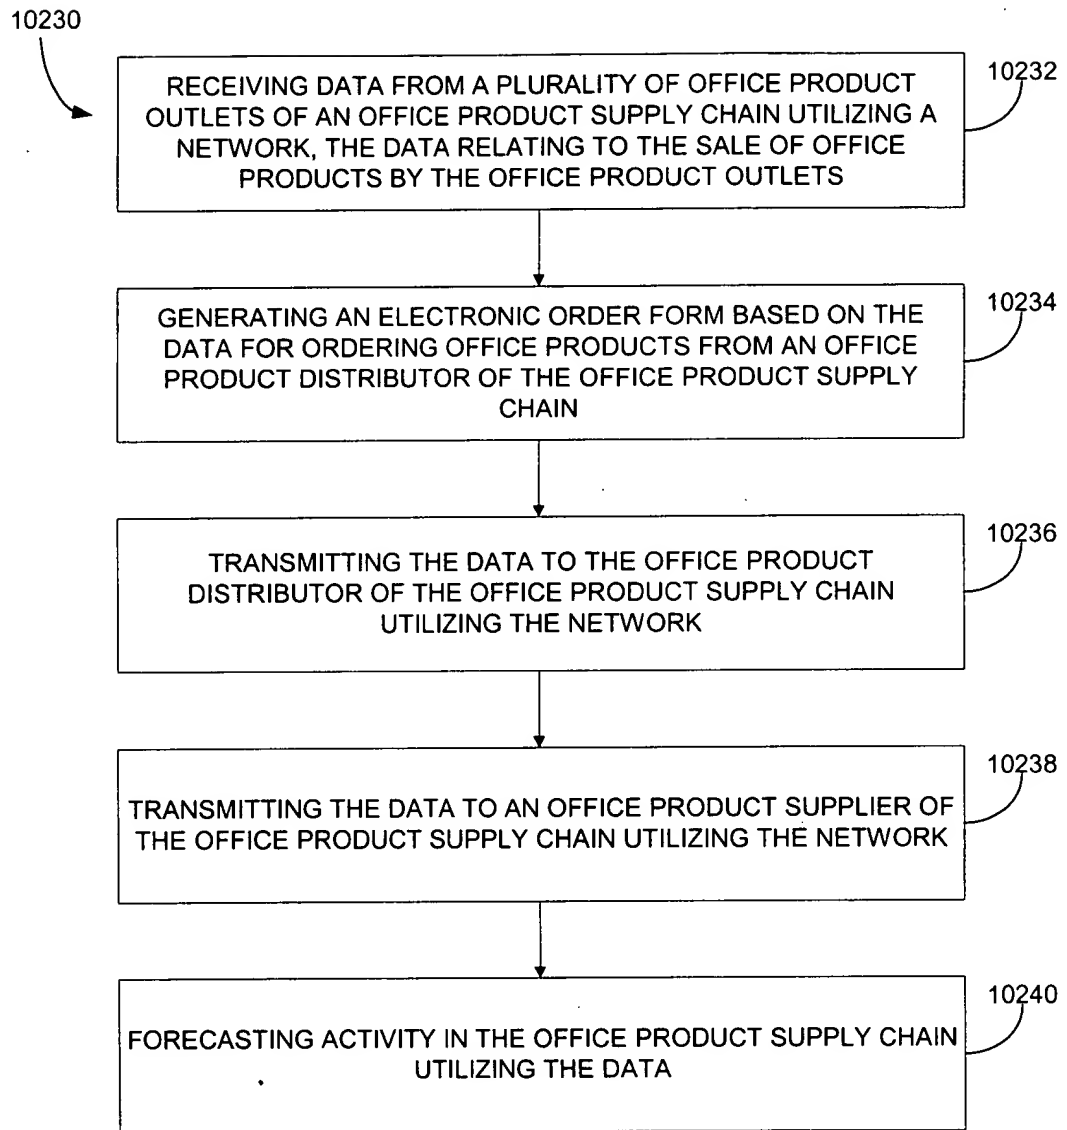 10230
10232
RECEIVING DATA FROM A PLURALITY OF OFFICE PRODUCT
OUTLETS OF AN OFFICE PRODUCT SUPPLY CHAIN UTILIZING A
NETWORK, THE DATA RELATING TO THE SALE OF OFFICE
PRODUCTS BY THE OFFICE PRODUCT OUTLETS
10234
GENERATING AN ELECTRONIC ORDER FORM BASED ON THE
DATA FOR ORDERING OFFICE PRODUCTS FROM AN OFFICE
PRODUCT DISTRIBUTOR OF THE OFFICE PRODUCT SUPPLY
CHAIN
10236
TRANSMITTING THE DATA TO THE OFFICE PRODUCT
DISTRIBUTOR OF THE OFFICE PRODUCT SUPPLY CHAIN
UTILIZING THE NETWORK
10238
TRANSMITTING THE DATA TO AN OFFICE PRODUCT SUPPLIER OF
THE OFFICE PRODUCT SUPPLY CHAIN UTILIZING THE NETWORK
10240
FORECASTING ACTIVITY IN THE OFFICE PRODUCT SUPPLY CHAIN
UTILIZING THE DATA